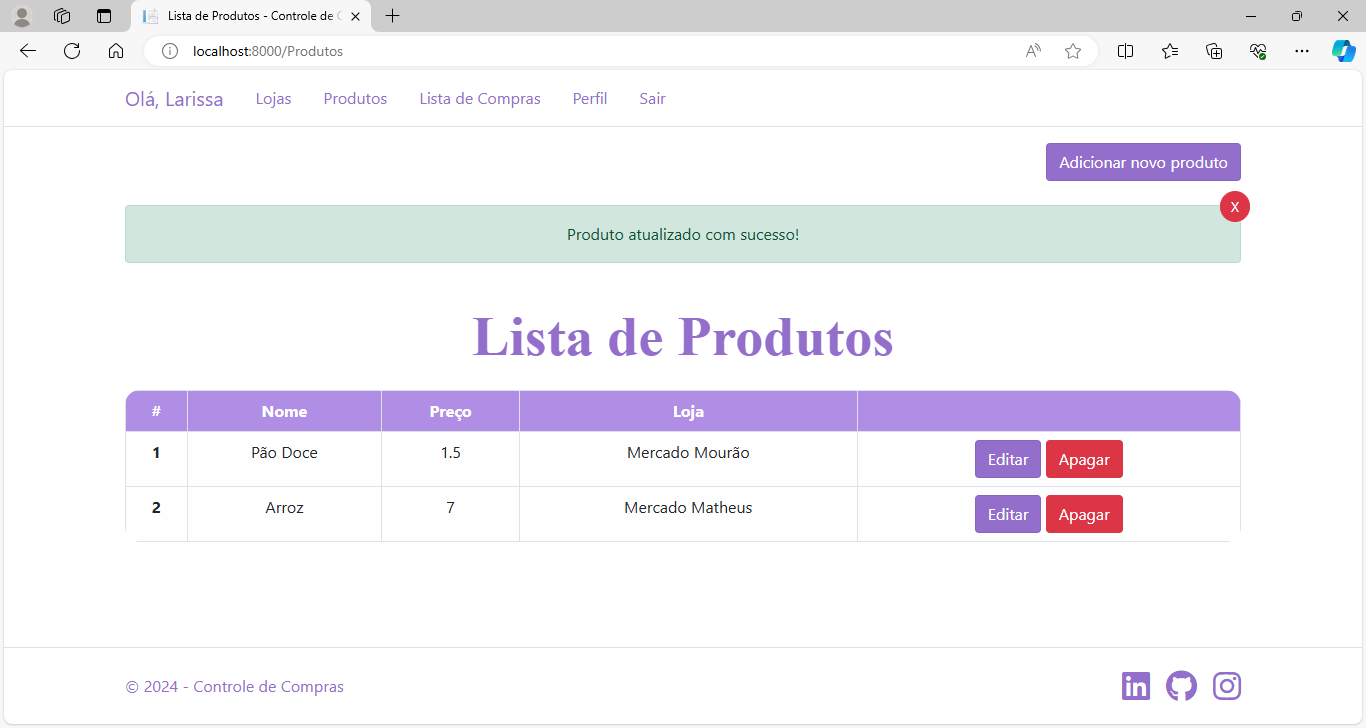 Lista de Produtos - Controle de C
localhost:8000/Produtos
Olá, Larissa Lojas Produtos Lista de Compras Perfil Sair
Adicionar novo produto
X
Produto atualizado com sucesso!
Lista de Produtos
# Nome Preço Loja
1 Pão Doce 1.5 Mercado Mourão Editar Apagar
2 Arroz 7 Mercado Matheus Editar Apagar
© 2024 - Controle de Compras
in